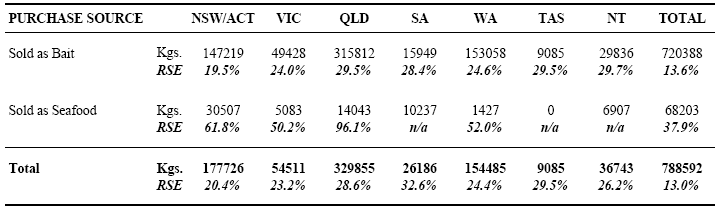 PURCHASE SOURCE NSW/ACT VIC QLD SA WA TAS NT TOTAL
Sold as Bait Kgs. 147219 49428 315812 15949 153058 9085 29836 720388
RSE 19.5% 24.0% 29.5% 28.4% 24.6% 29.5% 29.7% 13.6%
Sold as Seafood Kgs. 30507 5083 14043 10237 1427 0 6907 68203
RSE 61.8% 50.2% 96.1% n/a 52.0% n/a n/a 37.9%
Total Kgs. 177726 54511 329855 26186 154485 9085 36743 788592
RSE 20.4% 23.2% 28.6% 32.6% 24.4% 29.5% 26.2% 13.0%